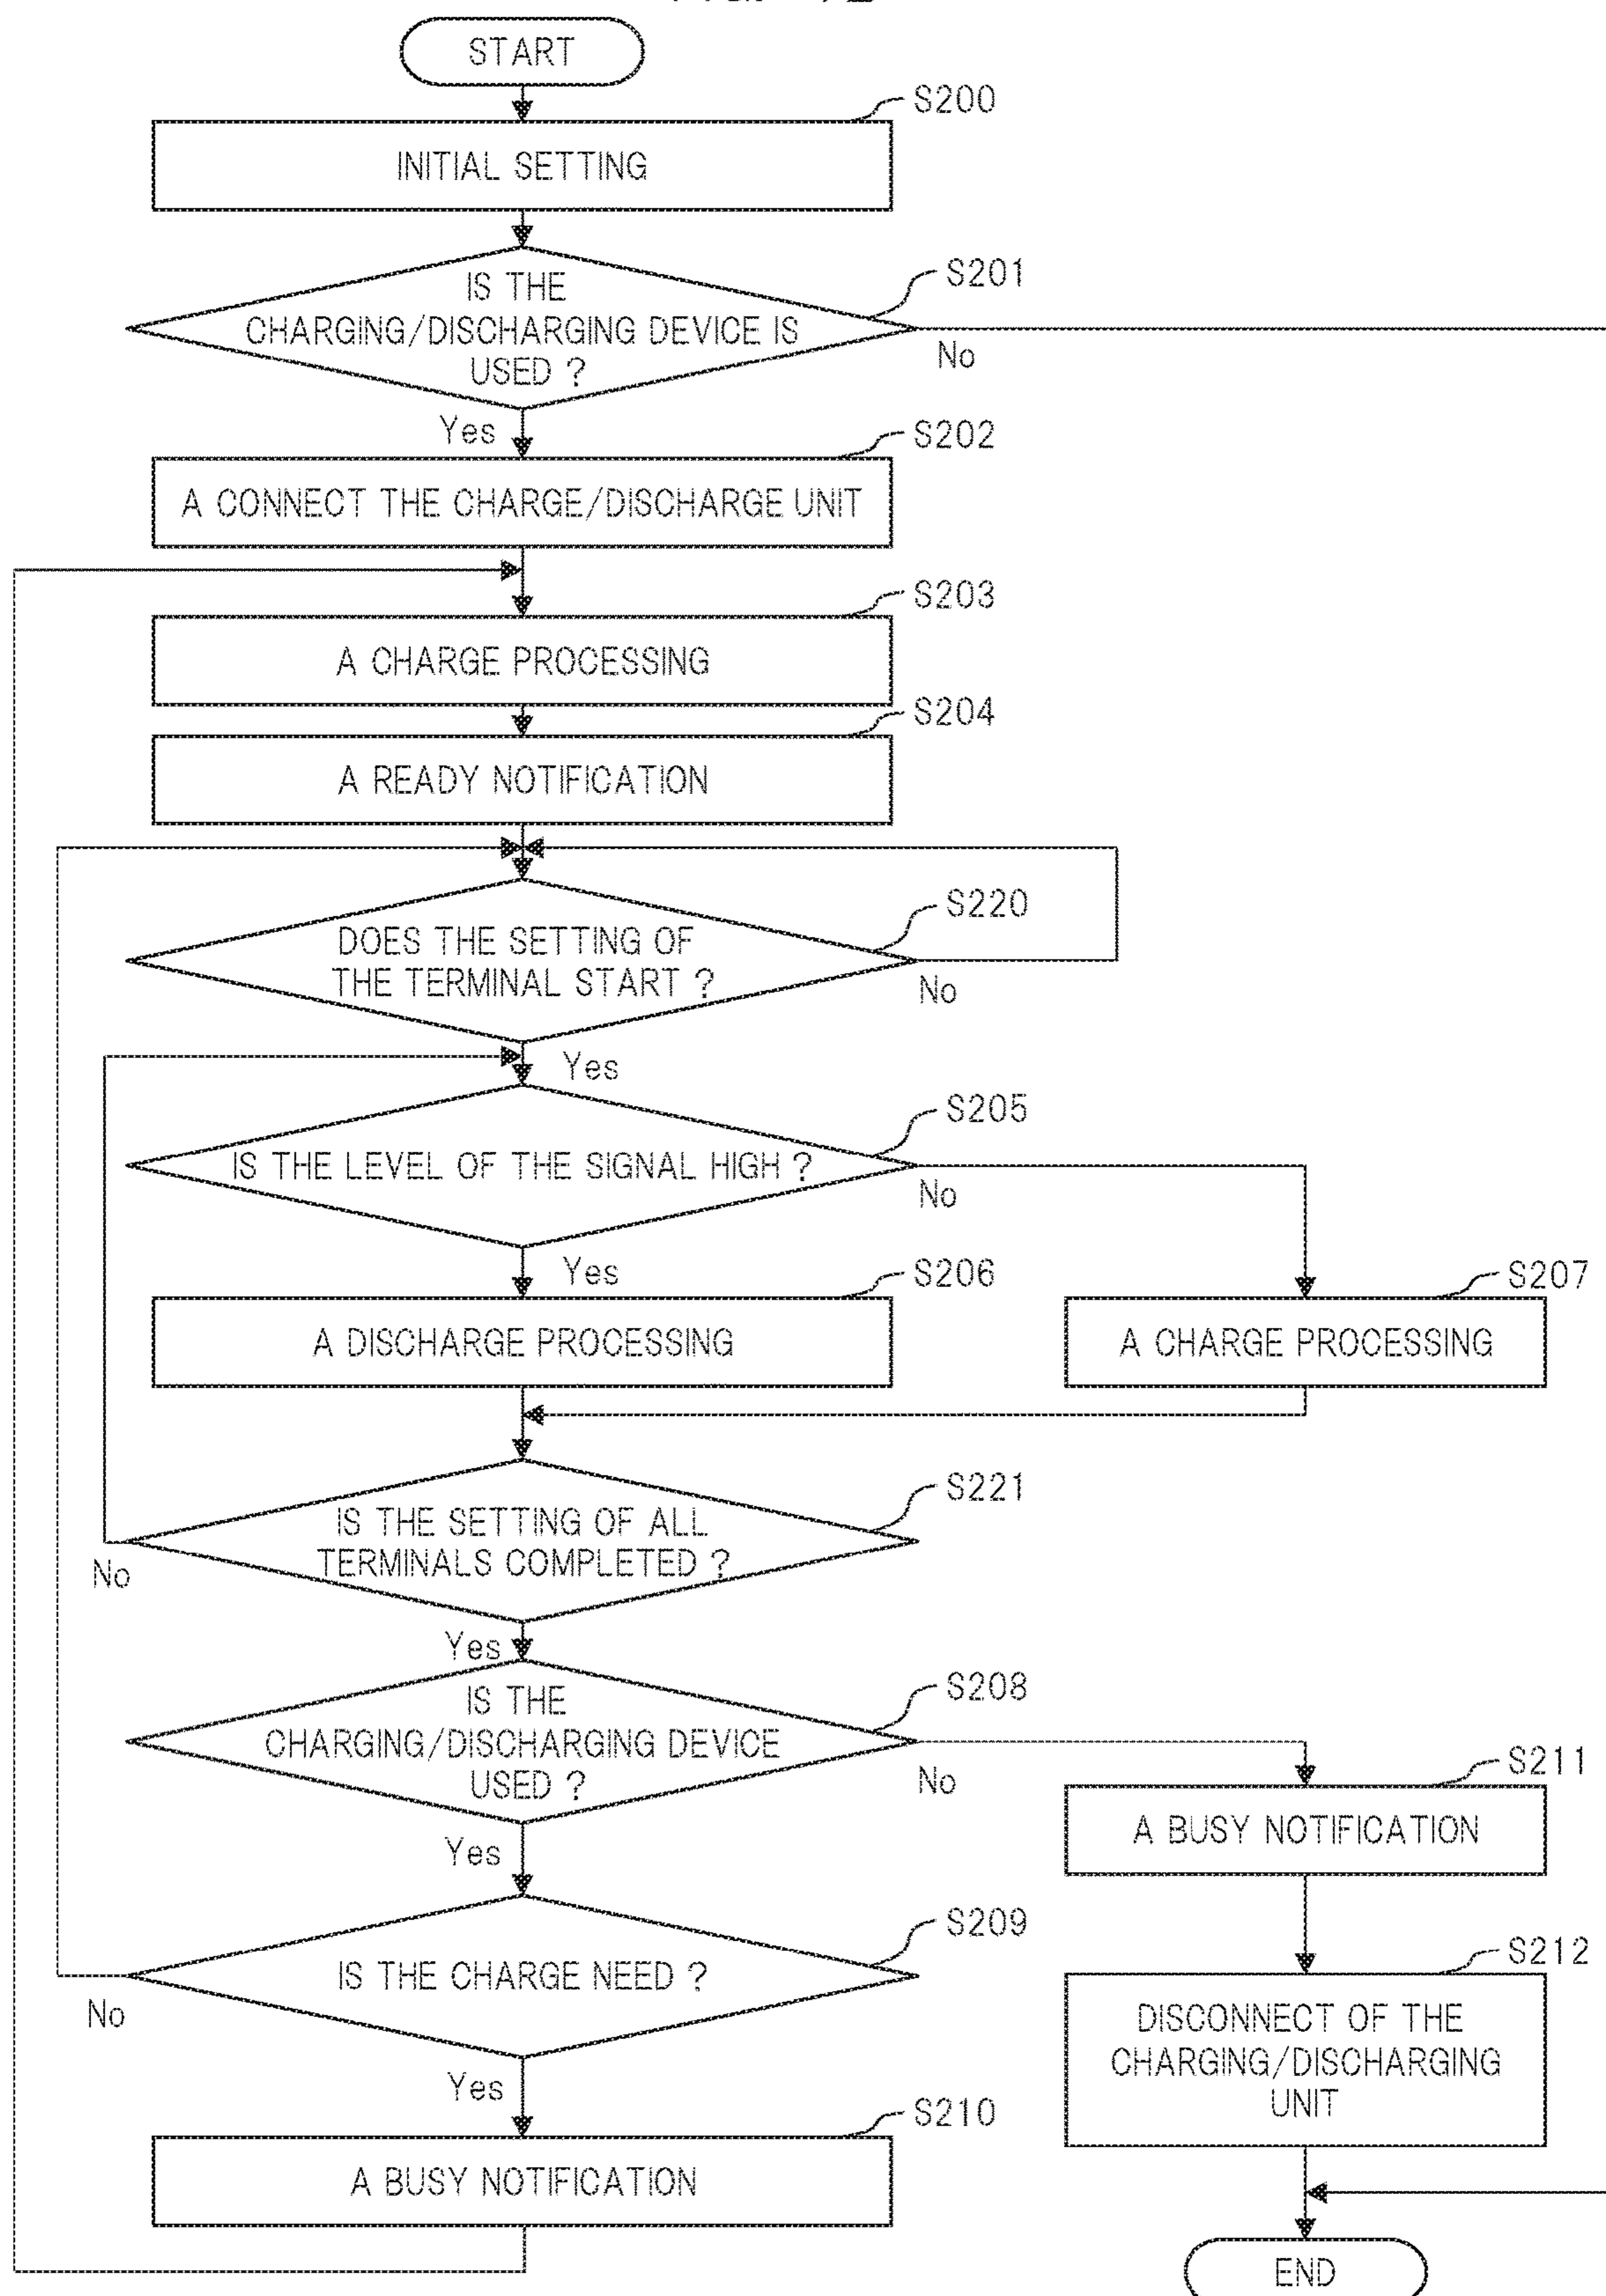 START
S200
INITIAL SETTING
S201
IS THE
CHARGING/DISCHARGING DEVICE IS
USED ?
No
Yes
S202
A CONNECT THE CHARGE/DISCHARGE UNIT
S203
A CHARGE PROCESSING
S204
A READY NOTIFICATION
S220
DOES THE SETTING OF
THE TERMINAL START ?
No
Yes
S205
IS THE LEVEL OF THE SIGNAL HIGH ?
No
Yes
S206
A DISCHARGE PROCESSING
S207
A CHARGE PROCESSING
S221
IS THE SETTING OF ALL
TERMINALS COMPLETED ?
No
Yes
S208
IS THE
CHARGING/DISCHARGING DEVICE
USED ?
No
Yes
S211
A BUSY NOTIFICATION
S209
IS THE CHARGE NEED ?
No
Yes
S212
DISCONNECT OF THE
CHARGING/DISCHARGING
UNIT
S210
A BUSY NOTIFICATION
END